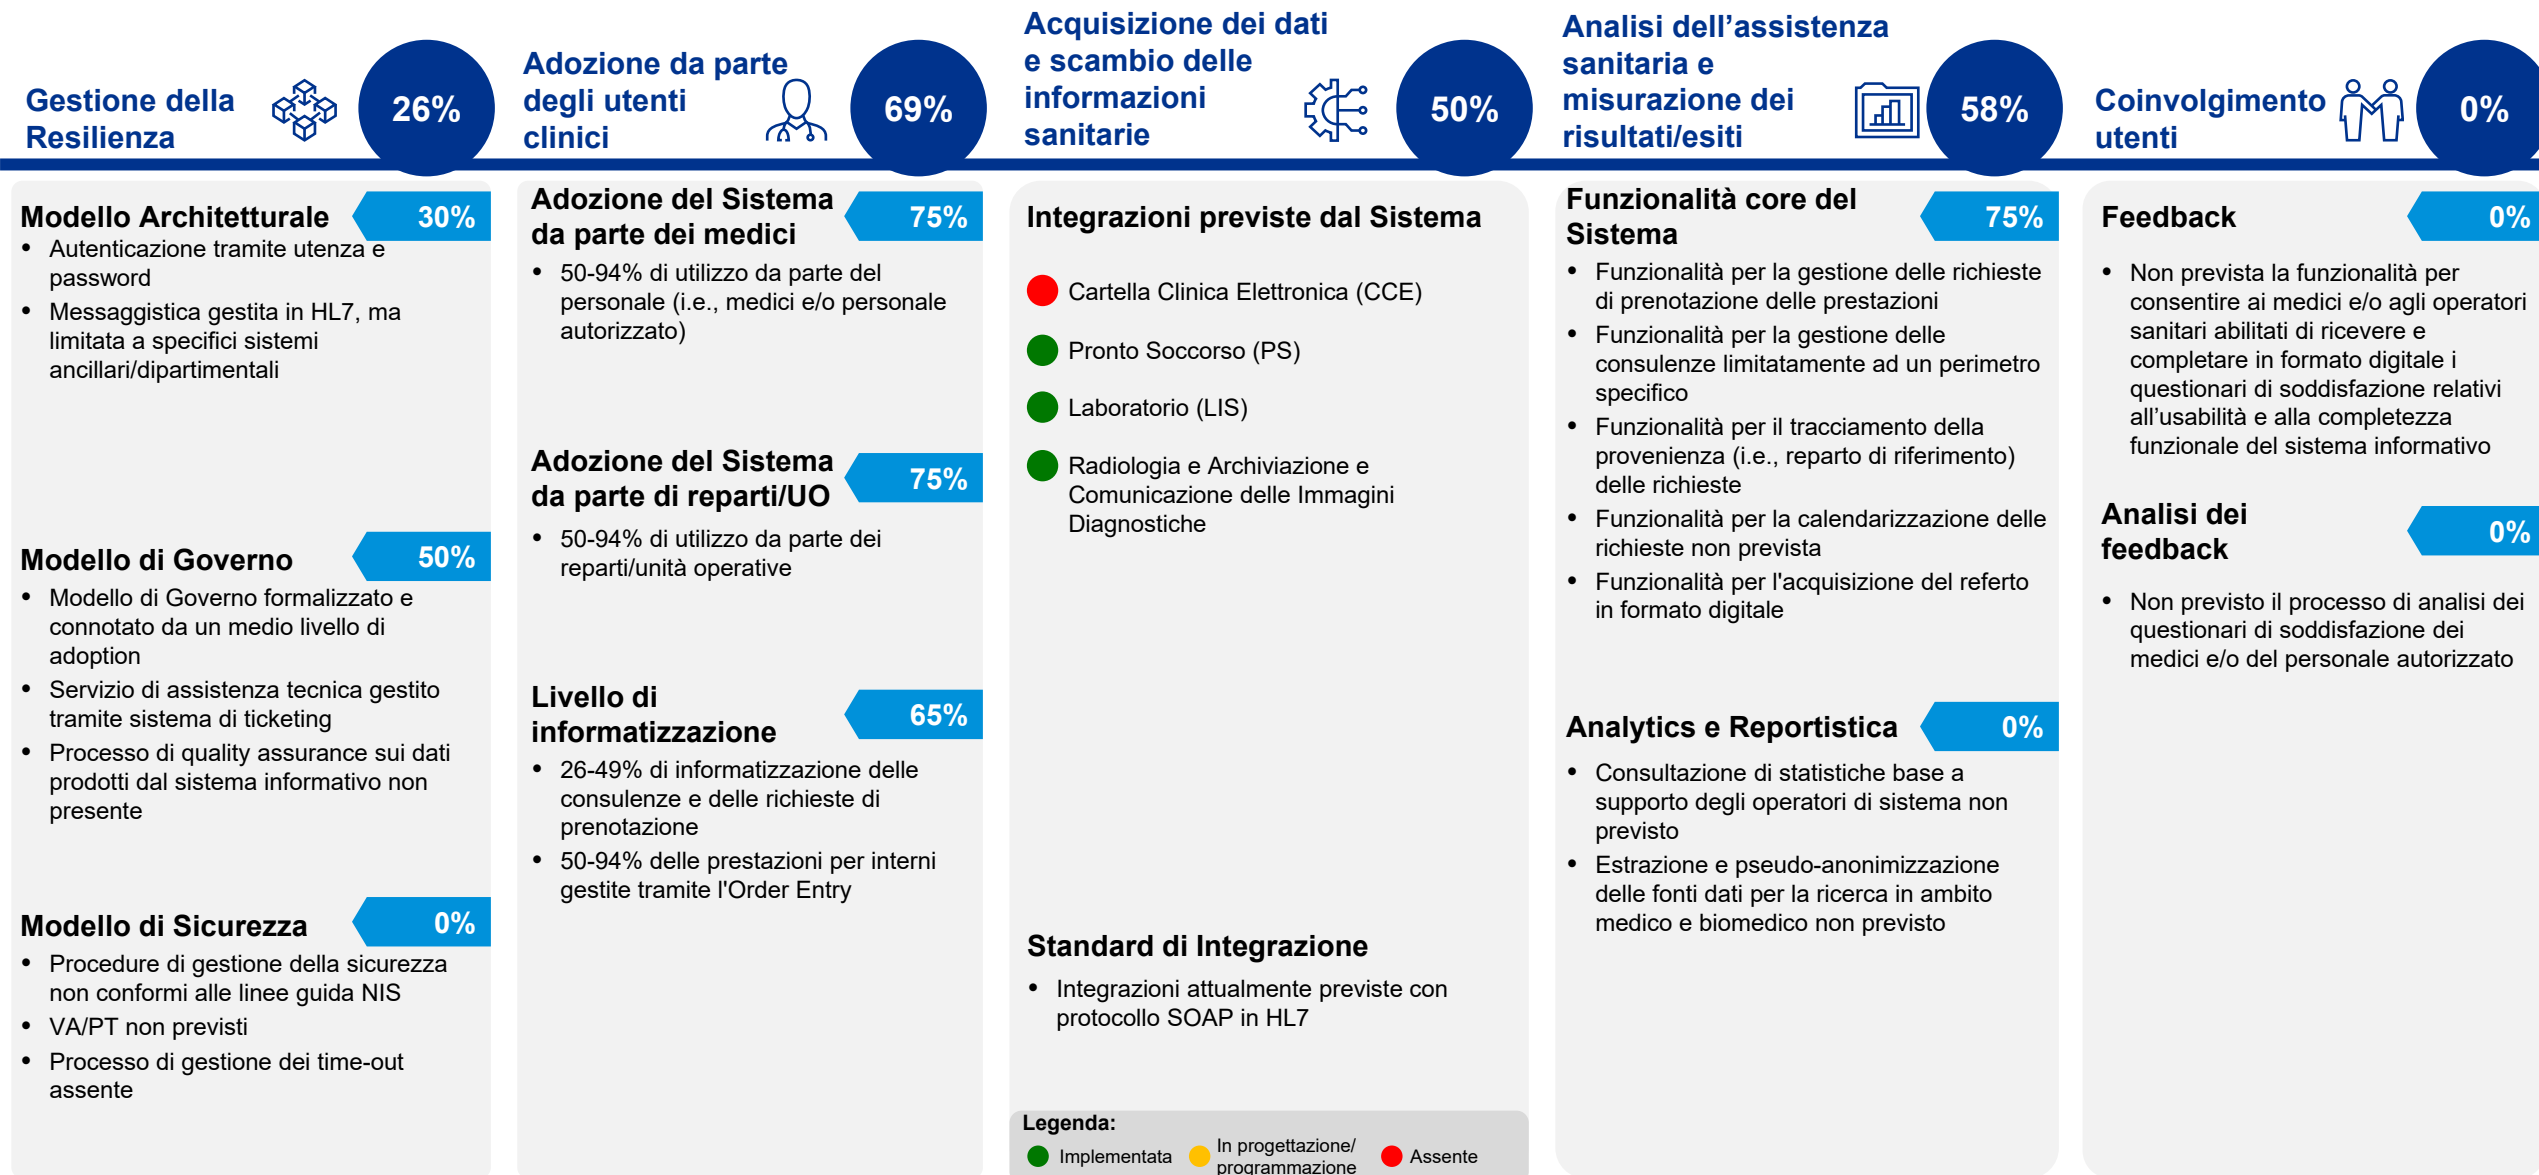 Gestione della
Resilienza
26%
Adozione da parte
degli utenti
clinici
69%
Acquisizione dei dati
e scambio delle
informazioni
sanitarie
50%
Analisi dell’assistenza
sanitaria e
misurazione dei
risultati/esiti
58%
Coinvolgimento
utenti
0%
Modello Architetturale
30%
• Autenticazione tramite utenza e
password
• Messaggistica gestita in HL7, ma
limitata a specifici sistemi
ancillari/dipartimentali
Modello di Governo
50%
• Modello di Governo formalizzato e
connotato da un medio livello di
adoption
• Servizio di assistenza tecnica gestito
tramite sistema di ticketing
• Processo di quality assurance sui dati
prodotti dal sistema informativo non
presente
Modello di Sicurezza
0%
• Procedure di gestione della sicurezza
non conformi alle linee guida NIS
• VA/PT non previsti
• Processo di gestione dei time-out
assente
Adozione del Sistema
da parte dei medici
75%
• 50-94% di utilizzo da parte del
personale (i.e., medici e/o personale
autorizzato)
Adozione del Sistema
da parte di reparti/UO
75%
• 50-94% di utilizzo da parte dei
reparti/unità operative
Livello di
informatizzazione
65%
• 26-49% di informatizzazione delle
consulenze e delle richieste di
prenotazione
• 50-94% delle prestazioni per interni
gestite tramite l'Order Entry
Integrazioni previste dal Sistema
Cartella Clinica Elettronica (CCE)
Pronto Soccorso (PS)
Laboratorio (LIS)
Radiologia e Archiviazione e
Comunicazione delle Immagini
Diagnostiche
Standard di Integrazione
• Integrazioni attualmente previste con
protocollo SOAP in HL7
Legenda:
Implementata
In progettazione/
programmazione
Assente
Funzionalità core del
Sistema
75%
• Funzionalità per la gestione delle richieste
di prenotazione delle prestazioni
• Funzionalità per la gestione delle
consulenze limitatamente ad un perimetro
specifico
• Funzionalità per il tracciamento della
provenienza (i.e., reparto di riferimento)
delle richieste
• Funzionalità per la calendarizzazione delle
richieste non prevista
• Funzionalità per l'acquisizione del referto
in formato digitale
Analytics e Reportistica
0%
• Consultazione di statistiche base a
supporto degli operatori di sistema non
previsto
• Estrazione e pseudo-anonimizzazione
delle fonti dati per la ricerca in ambito
medico e biomedico non previsto
Feedback
0%
• Non prevista la funzionalità per
consentire ai medici e/o agli operatori
sanitari abilitati di ricevere e
completare in formato digitale i
questionari di soddisfazione relativi
all’usabilità e alla completezza
funzionale del sistema informativo
Analisi dei
feedback
0%
• Non previsto il processo di analisi dei
questionari di soddisfazione dei
medici e/o del personale autorizzato